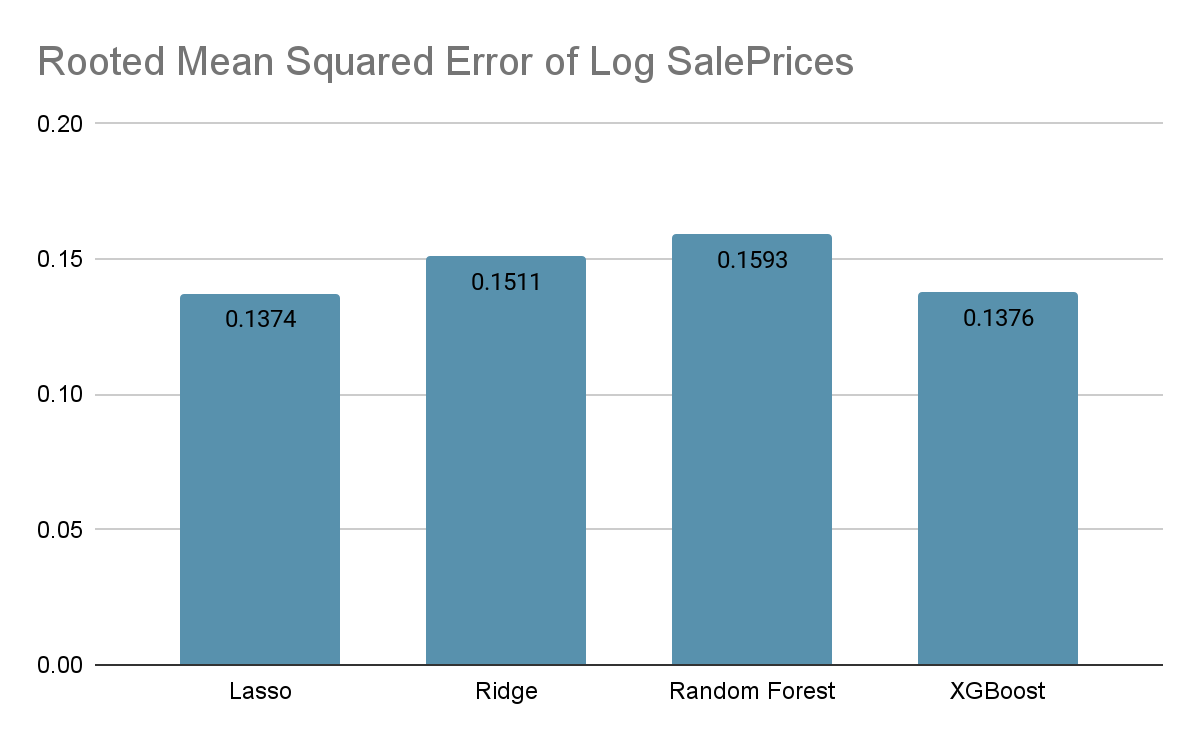 Rooted Mean Squared Error of Log SalePrices
0.20
0.15
0.10
0.05
0.00
0.1374
0.1511
0.1593
0.1376
Lasso
Ridge
Random Forest
XGBoost